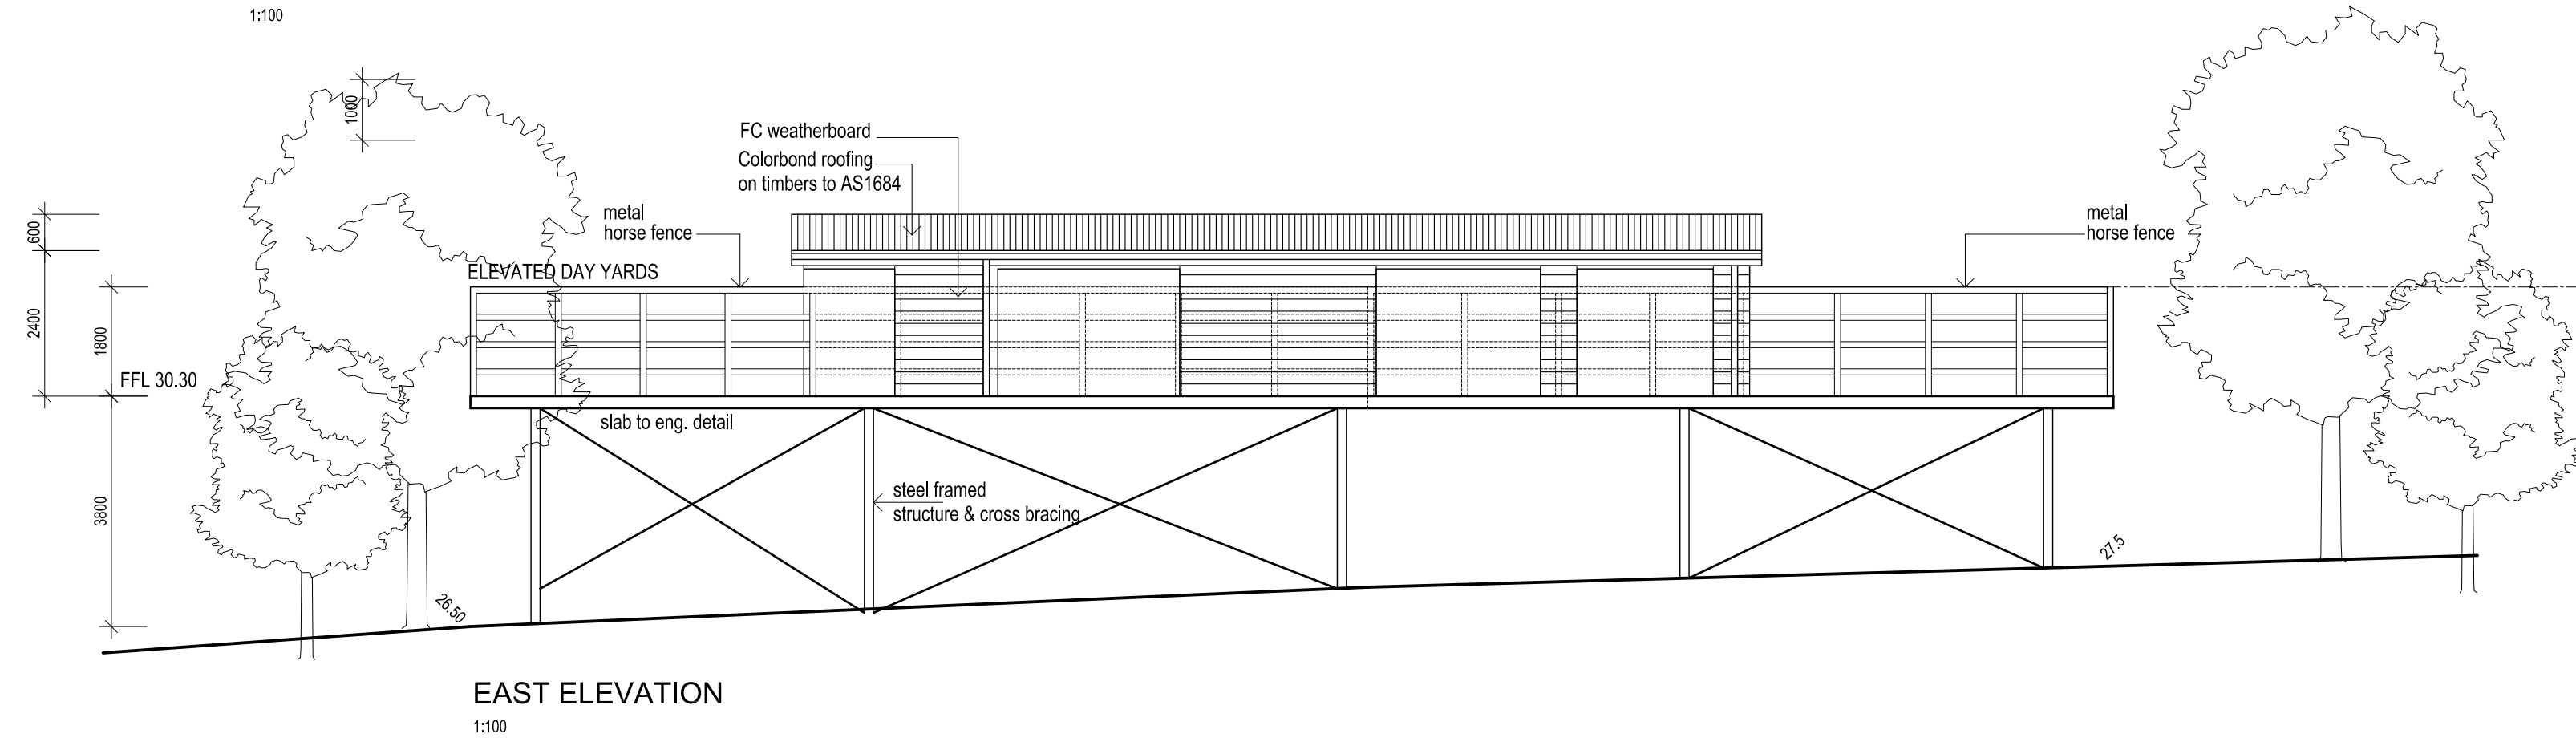 1:100
1000
FC weatherboard
Colorbond roofing
on timbers to AS1684
metal
horse fence
metal
horse fence
600
ELEVATED DAY YARDS
2400
1800
FFL 30.30
slab to eng. detail
3800
steel framed
structure & cross bracing
26.50
27.5
EAST ELEVATION
1:100